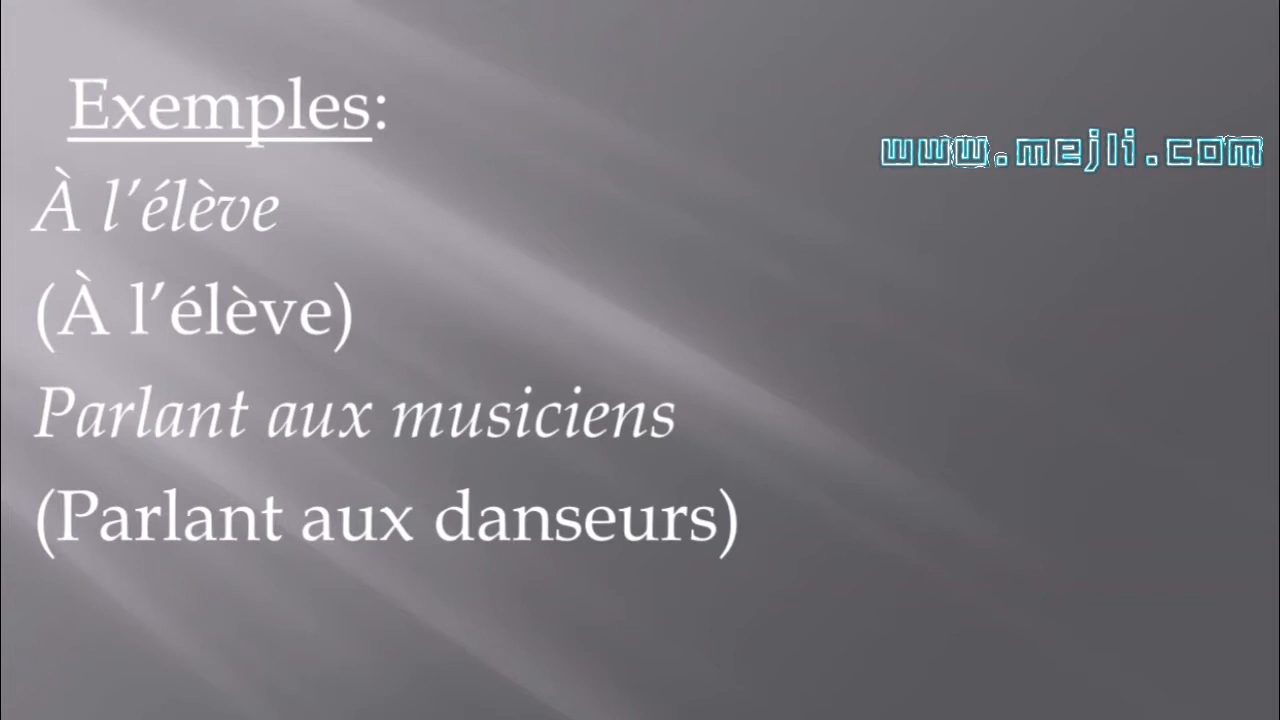 Exemples:
www.mejli.com
À l'élève
(À l'élève)
Parlant aux musiciens
(Parlant aux danseurs)